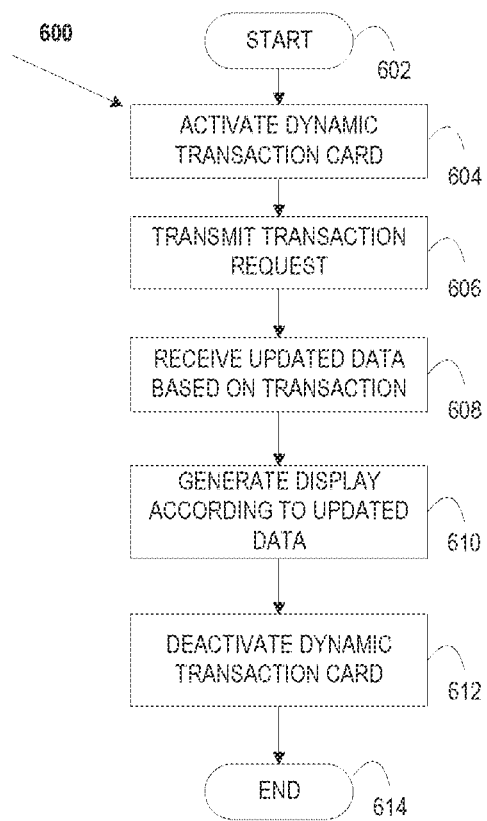 600
START
602
ACTIVATE DYNAMIC
TRANSACTION CARD
604
TRANSMIT TRANSACTION
REQUEST
606
RECEIVE UPDATED DATA
BASED ON TRANSACTION
608
GENERATE DISPLAY
ACCORDING TO UPDATED
DATA
610
DEACTIVATE DYNAMIC
TRANSACTION CARD
612
END
614